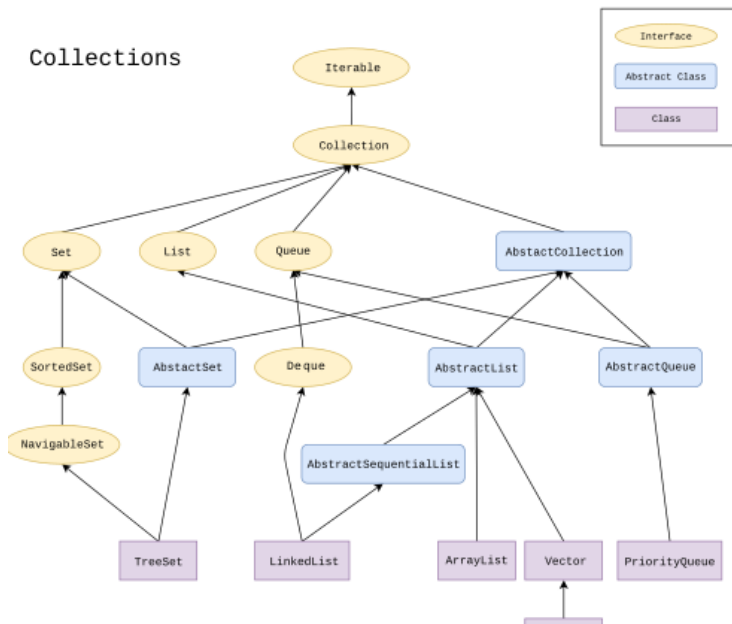 Collections
Interface
Abstract Class
Class
Iterable
Collection
Set
List
Queue
AbstactCollection
SortedSet
AbstactSet
Deque
AbstractList
AbstractQueue
NavigableSet
AbstractSequentialList
TreeSet
LinkedList
ArrayList
Vector
PriorityQueue